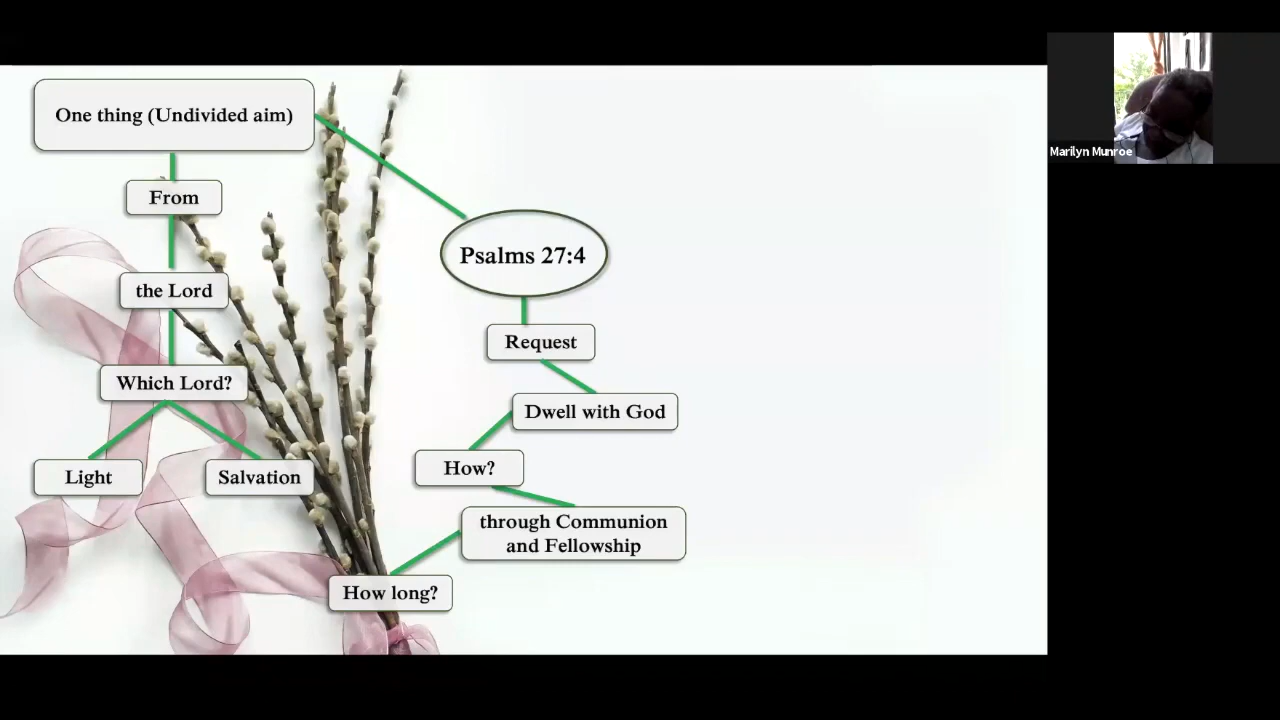 One thing (Undivided aim)
From
the Lord
Which Lord?
Light
Salvation
Psalms 27:4
Request
Dwell with God
How?
through Communion
and Fellowship
How long?
Marilyn Munroe